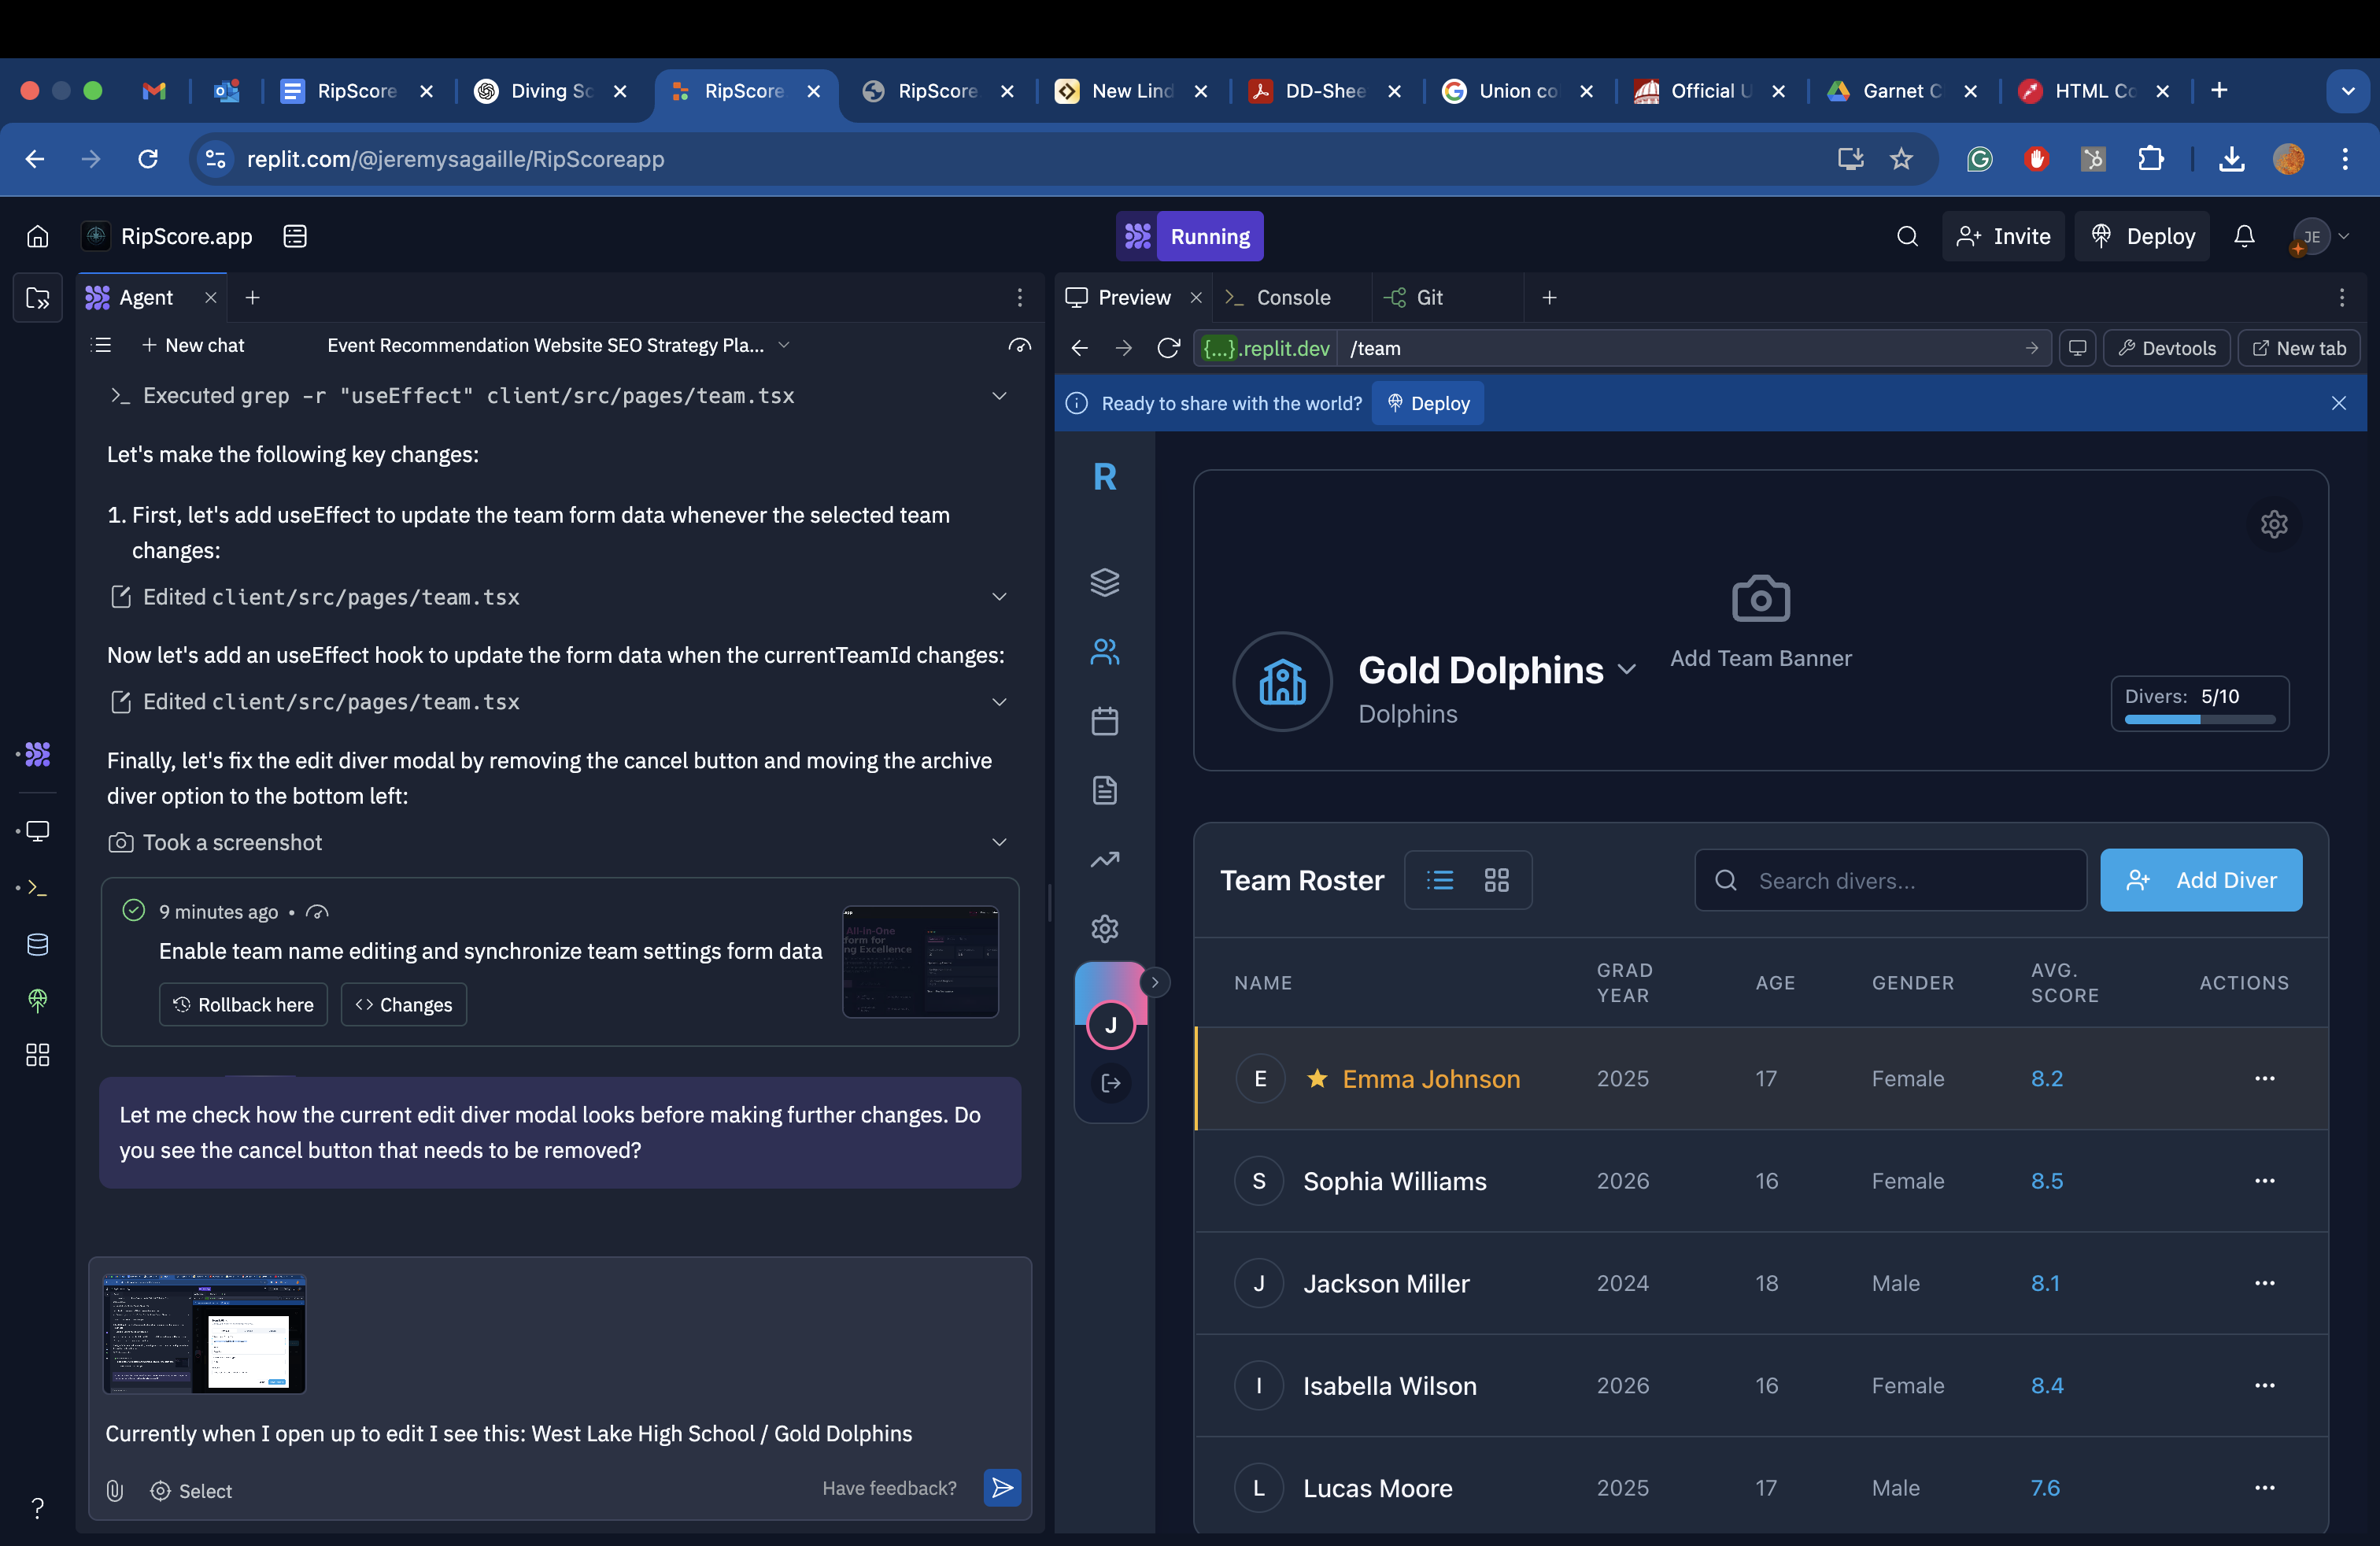 RipScore
Diving Sc
RipScore
RipScore
New Lind
DD-Shee
Union co
Official U
Garnet C
HTML Co
replit.com/@jeremysagaille/RipScoreapp
RipScore.app
Running
Invite
Deploy
JE
Agent
Preview
Console
Git
New chat
Event Recommendation Website SEO Strategy Pla...
{...}.replit.dev
/team
Devtools
New tab
Ready to share with the world?
Deploy
Executed grep -r "useEffect" client/src/pages/team.tsx
Let's make the following key changes:
1. First, let's add useEffect to update the team form data whenever the selected team
changes:
Edited client/src/pages/team.tsx
Now let's add an useEffect hook to update the form data when the currentTeamId changes:
Edited client/src/pages/team.tsx
Finally, let's fix the edit diver modal by removing the cancel button and moving the archive
diver option to the bottom left:
Took a screenshot
9 minutes ago •
Enable team name editing and synchronize team settings form data
Rollback here
Changes
All-in-One
form for
ng Excellence
Let me check how the current edit diver modal looks before making further changes. Do
you see the cancel button that needs to be removed?
Currently when I open up to edit I see this: West Lake High School / Gold Dolphins
Select
Have feedback?
?
R
J
Gold Dolphins
Dolphins
Add Team Banner
Divers: 5/10
Team Roster
Search divers...
Add Diver
NAME
GRAD
YEAR
AGE
GENDER
AVG.
SCORE
ACTIONS
E Emma Johnson 2025 17 Female 8.2 ...
S Sophia Williams 2026 16 Female 8.5 ...
J Jackson Miller 2024 18 Male 8.1 ...
I Isabella Wilson 2026 16 Female 8.4 ...
L Lucas Moore 2025 17 Male 7.6 ...